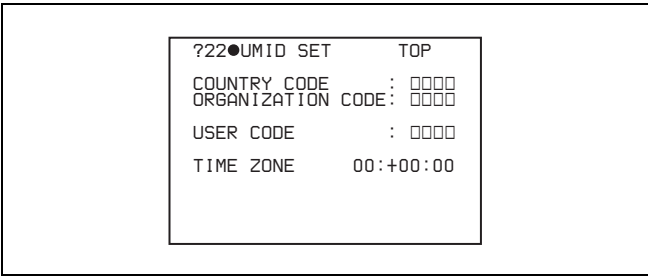 ?22●UMID SET TOP
COUNTRY CODE : □□□□
ORGANIZATION CODE: □□□□
USER CODE : □□□□
TIME ZONE 00:+00:00